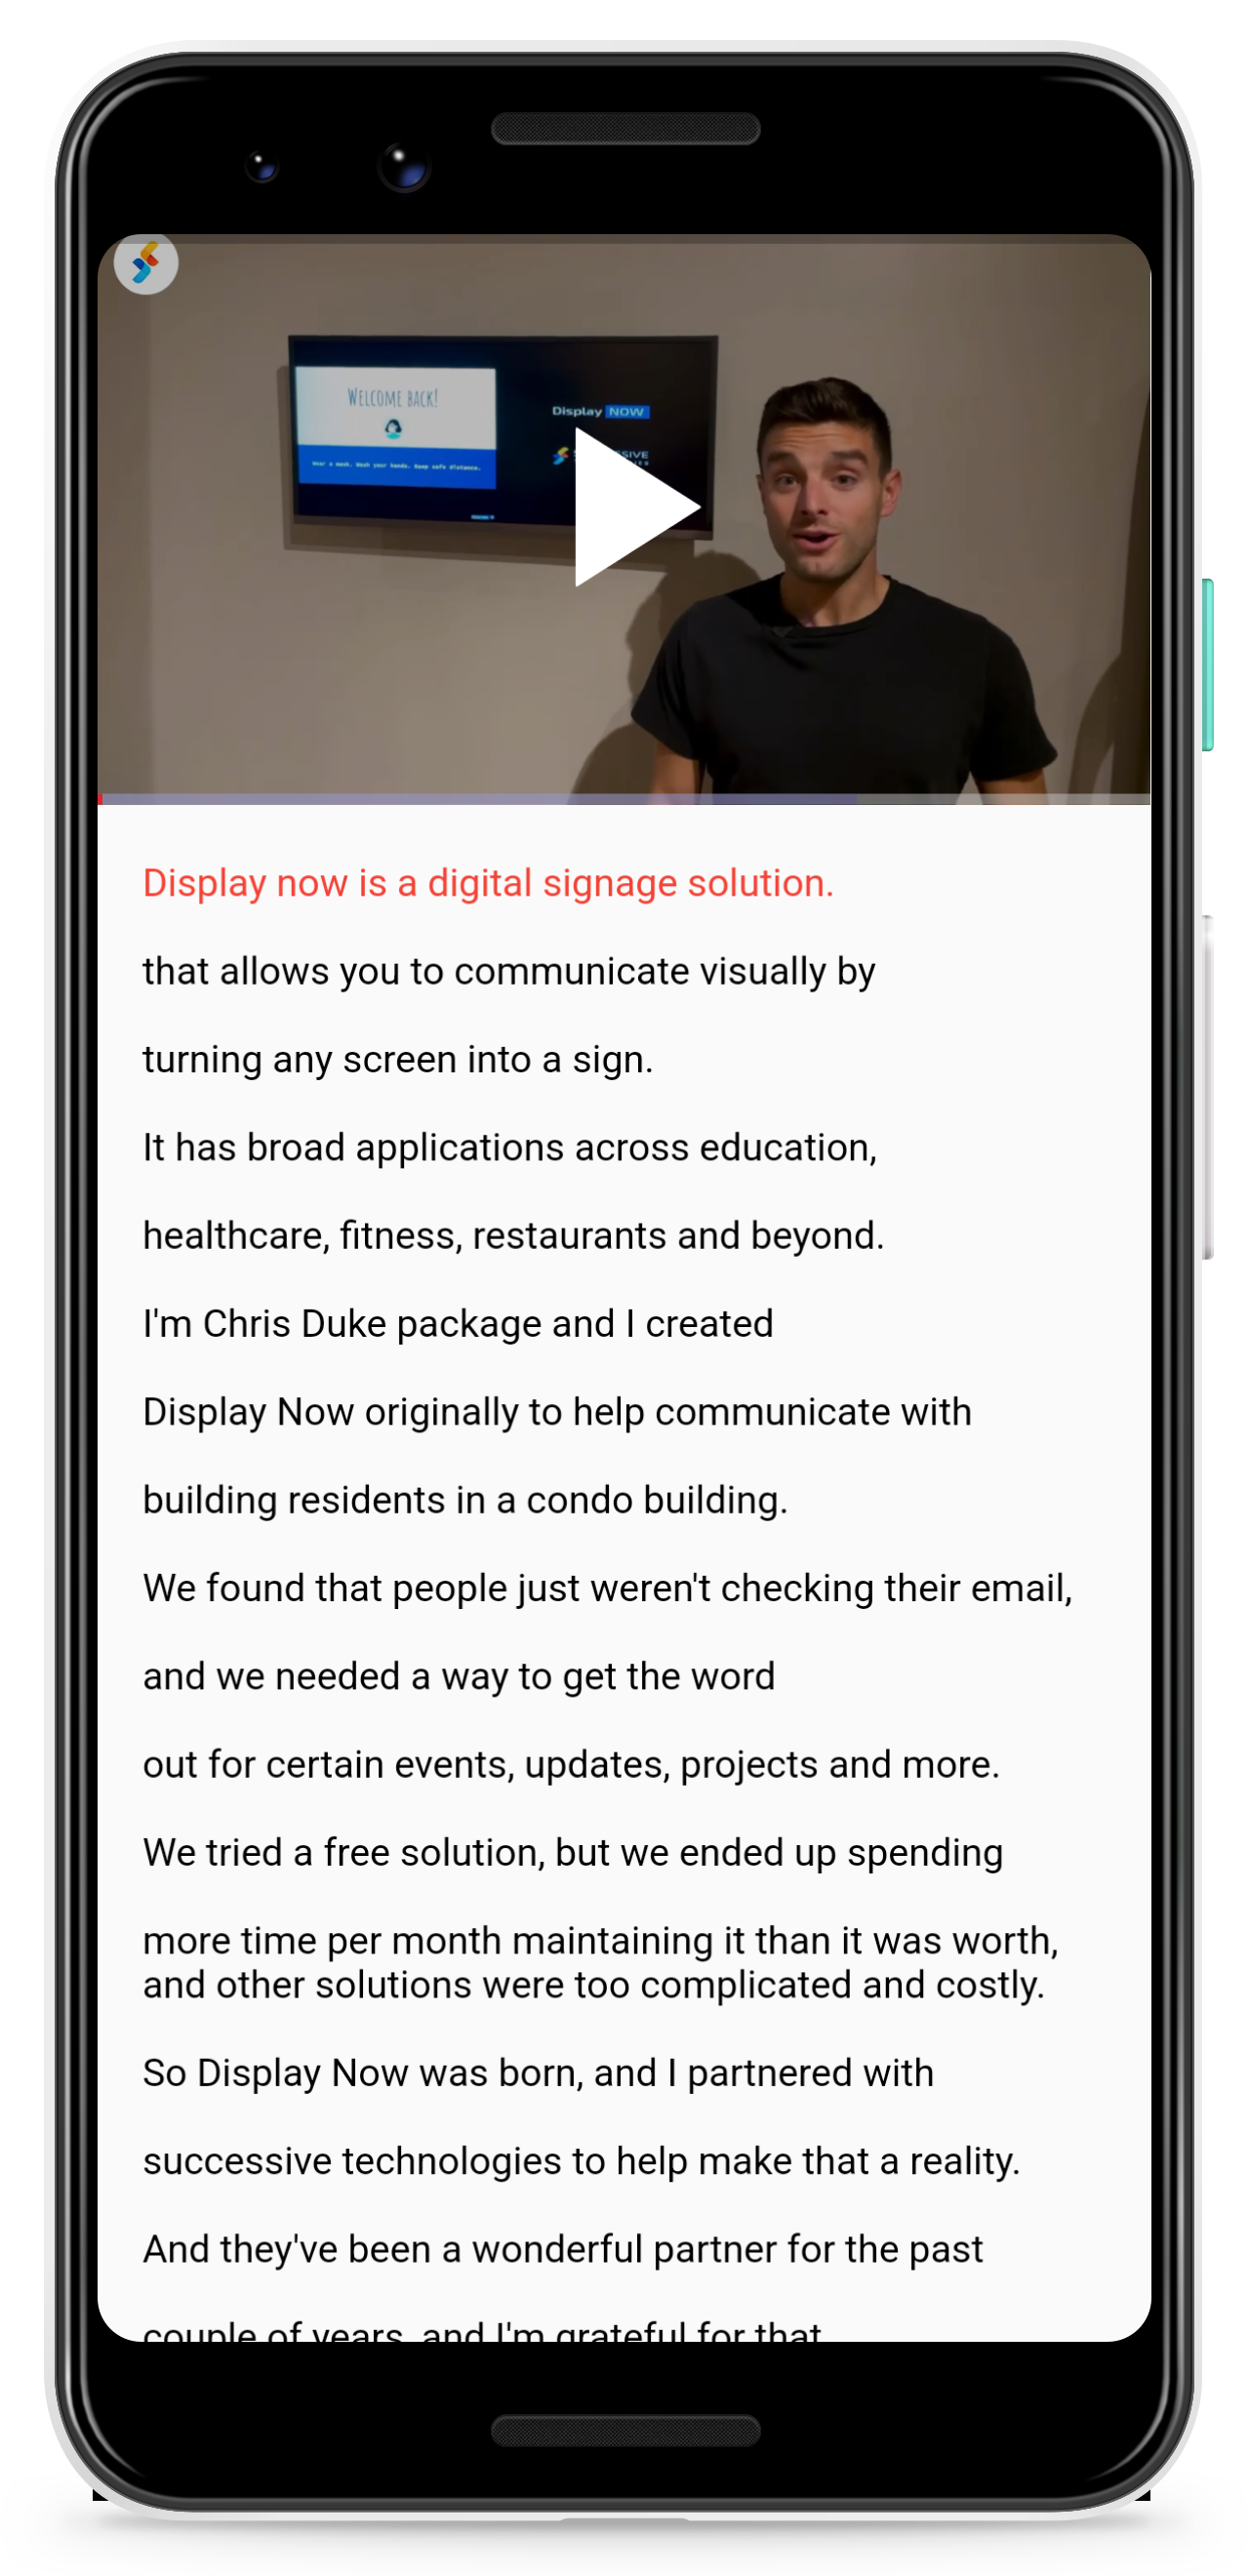 WELCOME BACK!
Wear a mask. Wash your hands. Keep safe distance.
Display NOW
SSIVE
Display now is a digital signage solution.
that allows you to communicate visually by
turning any screen into a sign.
It has broad applications across education,
healthcare, fitness, restaurants and beyond.
I'm Chris Duke package and I created
Display Now originally to help communicate with
building residents in a condo building.
We found that people just weren't checking their email,
and we needed a way to get the word
out for certain events, updates, projects and more.
We tried a free solution, but we ended up spending
more time per month maintaining it than it was worth,
and other solutions were too complicated and costly.
So Display Now was born, and I partnered with
successive technologies to help make that a reality.
And they've been a wonderful partner for the past
couple of years, and I'm grateful for that